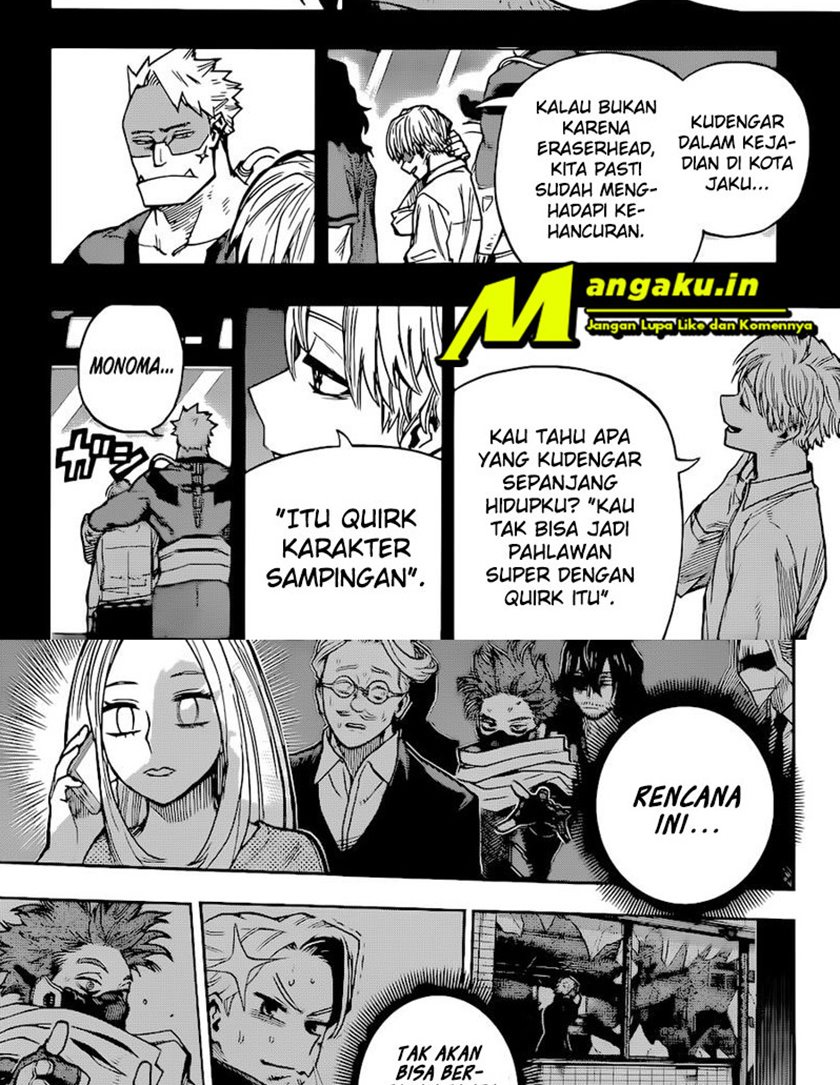 KUDENGAR
DALAM KEJA-
DIAN DI KOTA
JAKU...
KALAU BUKAN
KARENA
ERASERHEAD,
KITA PASTI
SUDAH MENG-
HADAPI KE-
HANCURAN.
Mangaku.in
Jangan Lupa Like dan Komennya
KAU TAHU APA
YANG KUDENGAR
SEPANJANG
HIDUPKU? "KAU
TAK BISA JADI
PAHLAWAN
SUPER DENGAN
QUIRK ITU".
"ITU QUIRK
KARAKTER
SAMPINGAN".
MONOMA...
ガシ
RENCANA
INI...
TAK AKAN
BISA BER-